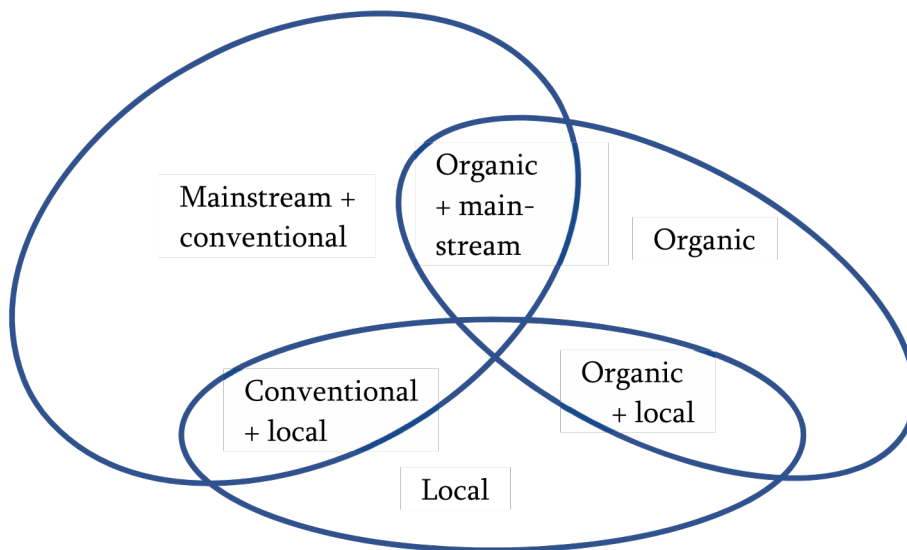 Mainstream +
conventional
Organic
+ main-
stream
Organic
Conventional
+ local
Organic
+ local
Local